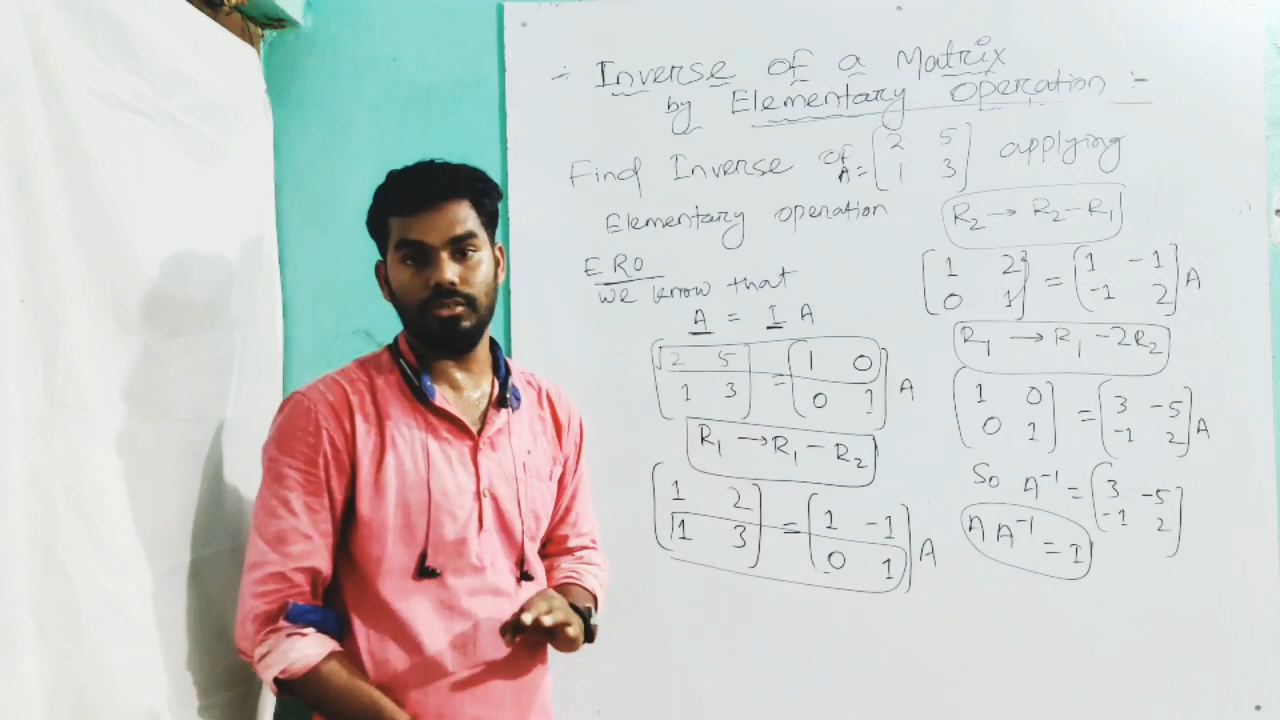 ÷ Inverse of a Matrix
by Elementary Operation :-
Find Inverse of A = [2 5
1 3] applying
Elementary operation
ERO
we know that
A = I A
[2 5
1 3] = [1 0
0 1] A
R₁ → R₁ - R₂
[1 2
1 3] = [1 -1
0 1] A
R₂ → R₂ - R₁
[1 2
0 1] = [1 -1
-1 2] A
R₁ → R₁ - 2R₂
[1 0
0 1] = [3 -5
-1 2] A
So A⁻¹ = [3 -5
-1 2]
A A⁻¹ = I